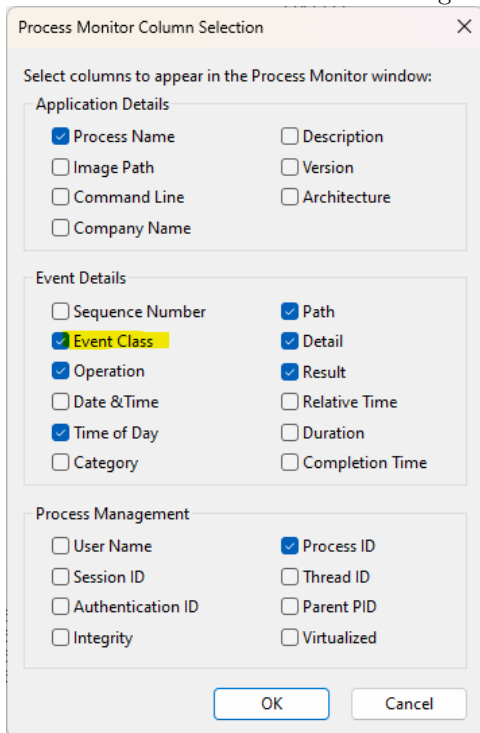 Process Monitor Column Selection
Select columns to appear in the Process Monitor window:
Application Details
Process Name
Description
Image Path
Version
Command Line
Architecture
Company Name
Event Details
Sequence Number
Path
Event Class
Detail
Operation
Result
Date &Time
Relative Time
Time of Day
Duration
Category
Completion Time
Process Management
User Name
Process ID
Session ID
Thread ID
Authentication ID
Parent PID
Integrity
Virtualized
OK
Cancel